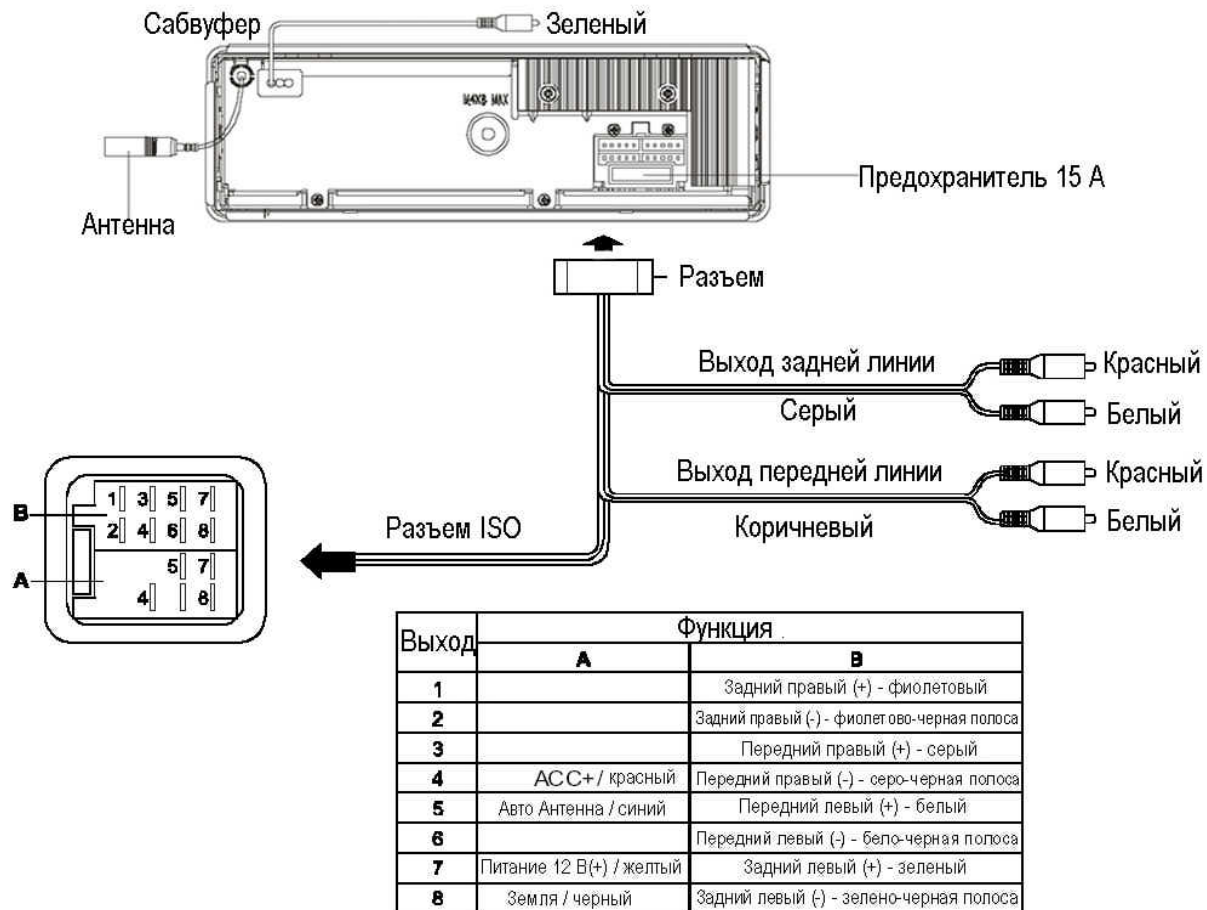 Сабвуфер
Зеленый
M4X8 MAX
Предохранитель 15 А
Антенна
Разъем
Выход задней линии
Красный
Серый
Белый
Выход передней линии
Красный
Коричневый
Белый
Разъем ISO
1 3 5 7
B
2 4 6 8
5 7
A
4 8
Выход Функция
A B
1 Задний правый (+) - фиолетовый
2 Задний правый (-) - фиолетово-черная полоса
3 Передний правый (+) - серый
4 ACC+ / красный Передний правый (-) - серо-черная полоса
5 Авто Антенна / синий Передний левый (+) - белый
6 Передний левый (-) - бело-черная полоса
7 Питание 12 В(+) / желтый Задний левый (+) - зеленый
8 Земля / черный Задний левый (-) - зелено-черная полоса